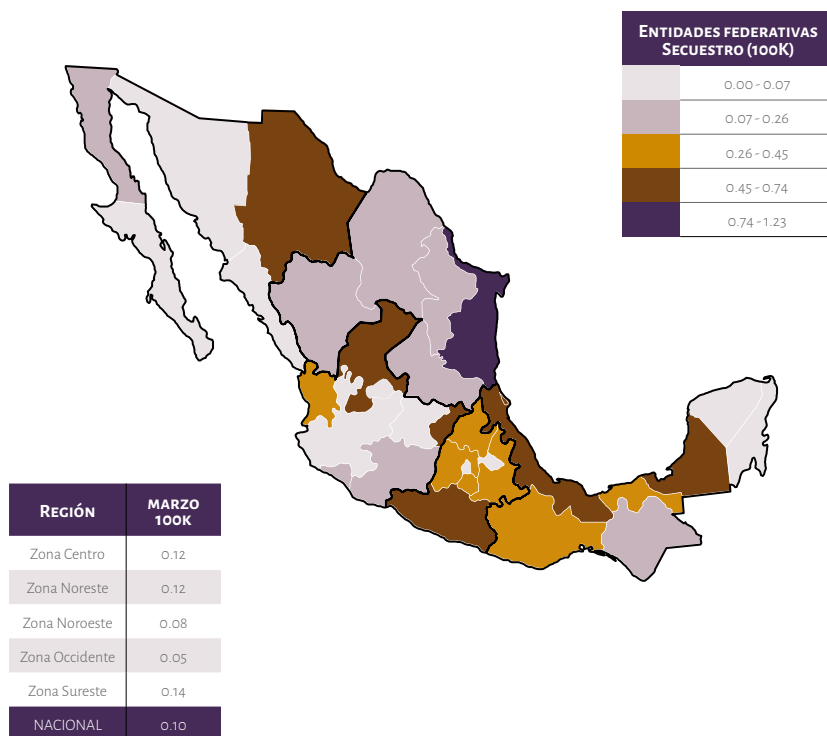 Entidades federativas
Secuestro (100K)
0.00 - 0.07
0.07 - 0.26
0.26 - 0.45
0.45 - 0.74
0.74 - 1.23
Región MARZO 100K
Zona Centro 0.12
Zona Noreste 0.12
Zona Noroeste 0.08
Zona Occidente 0.05
Zona Sureste 0.14
NACIONAL 0.10